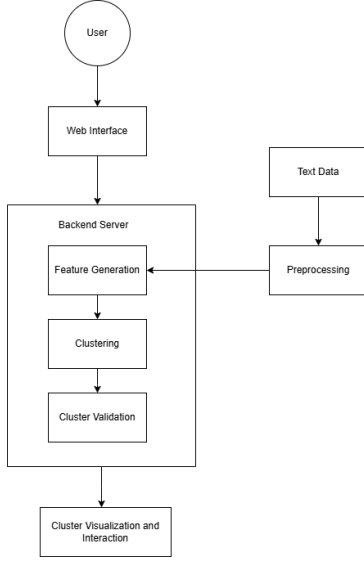 User
Web Interface
Text Data
Backend Server
Feature Generation
Preprocessing
Clustering
Cluster Validation
Cluster Visualization and
Interaction